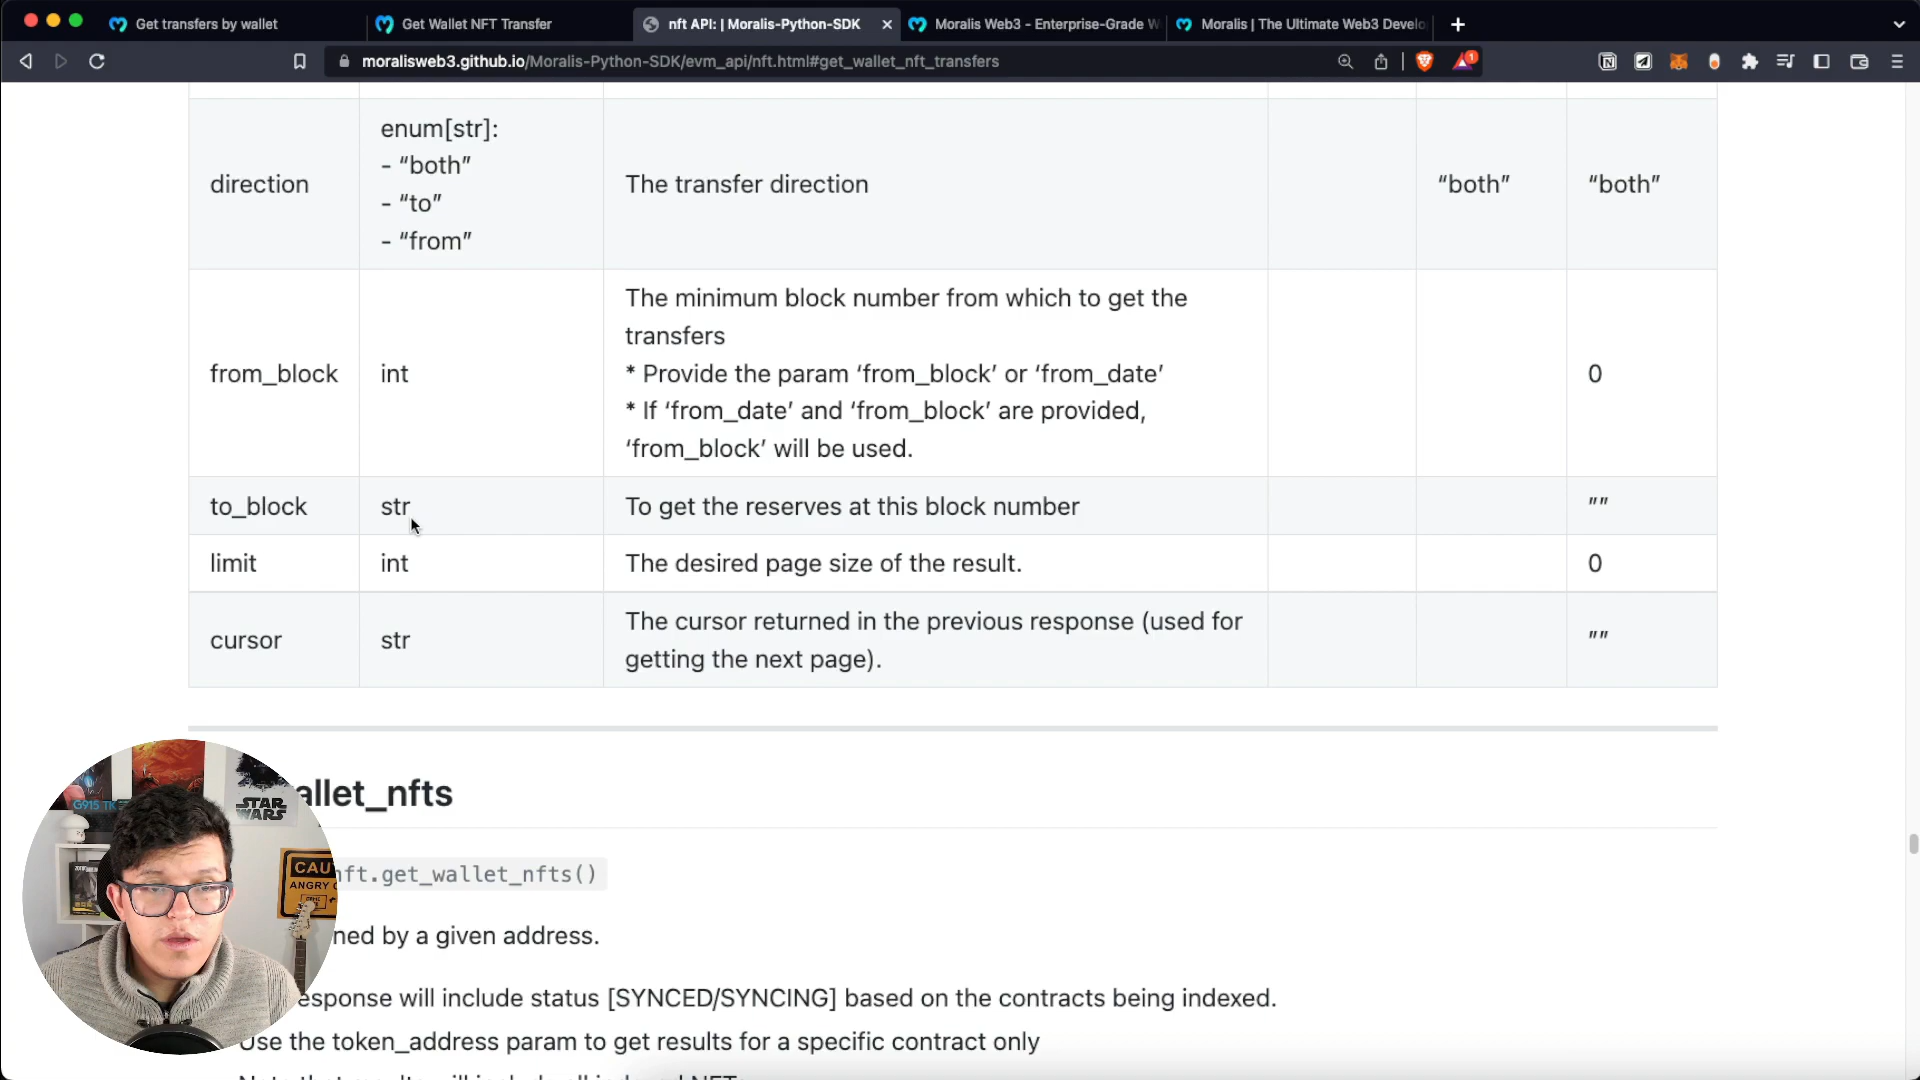 Get transfers by wallet
Get Wallet NFT Transfer
nft API: | Moralis-Python-SDK
Moralis Web3 - Enterprise-Grade W
Moralis | The Ultimate Web3 Develo
moralisweb3.github.io/Moralis-Python-SDK/evm_api/nft.html#get_wallet_nft_transfers
1
direction
enum[str]:
- “both”
- “to”
- “from”
The transfer direction
“both”
“both”
from_block
int
The minimum block number from which to get the
transfers
* Provide the param ‘from_block’ or ‘from_date’
* If ‘from_date’ and ‘from_block’ are provided,
‘from_block’ will be used.
0
to_block
str
To get the reserves at this block number
””
limit
int
The desired page size of the result.
0
cursor
str
The cursor returned in the previous response (used for
getting the next page).
””
allet_nfts
nft.get_wallet_nfts()
ned by a given address.
esponse will include status [SYNCED/SYNCING] based on the contracts being indexed.
Use the token_address param to get results for a specific contract only
G915 TK
STAR
WARS
CAU
ANGRY